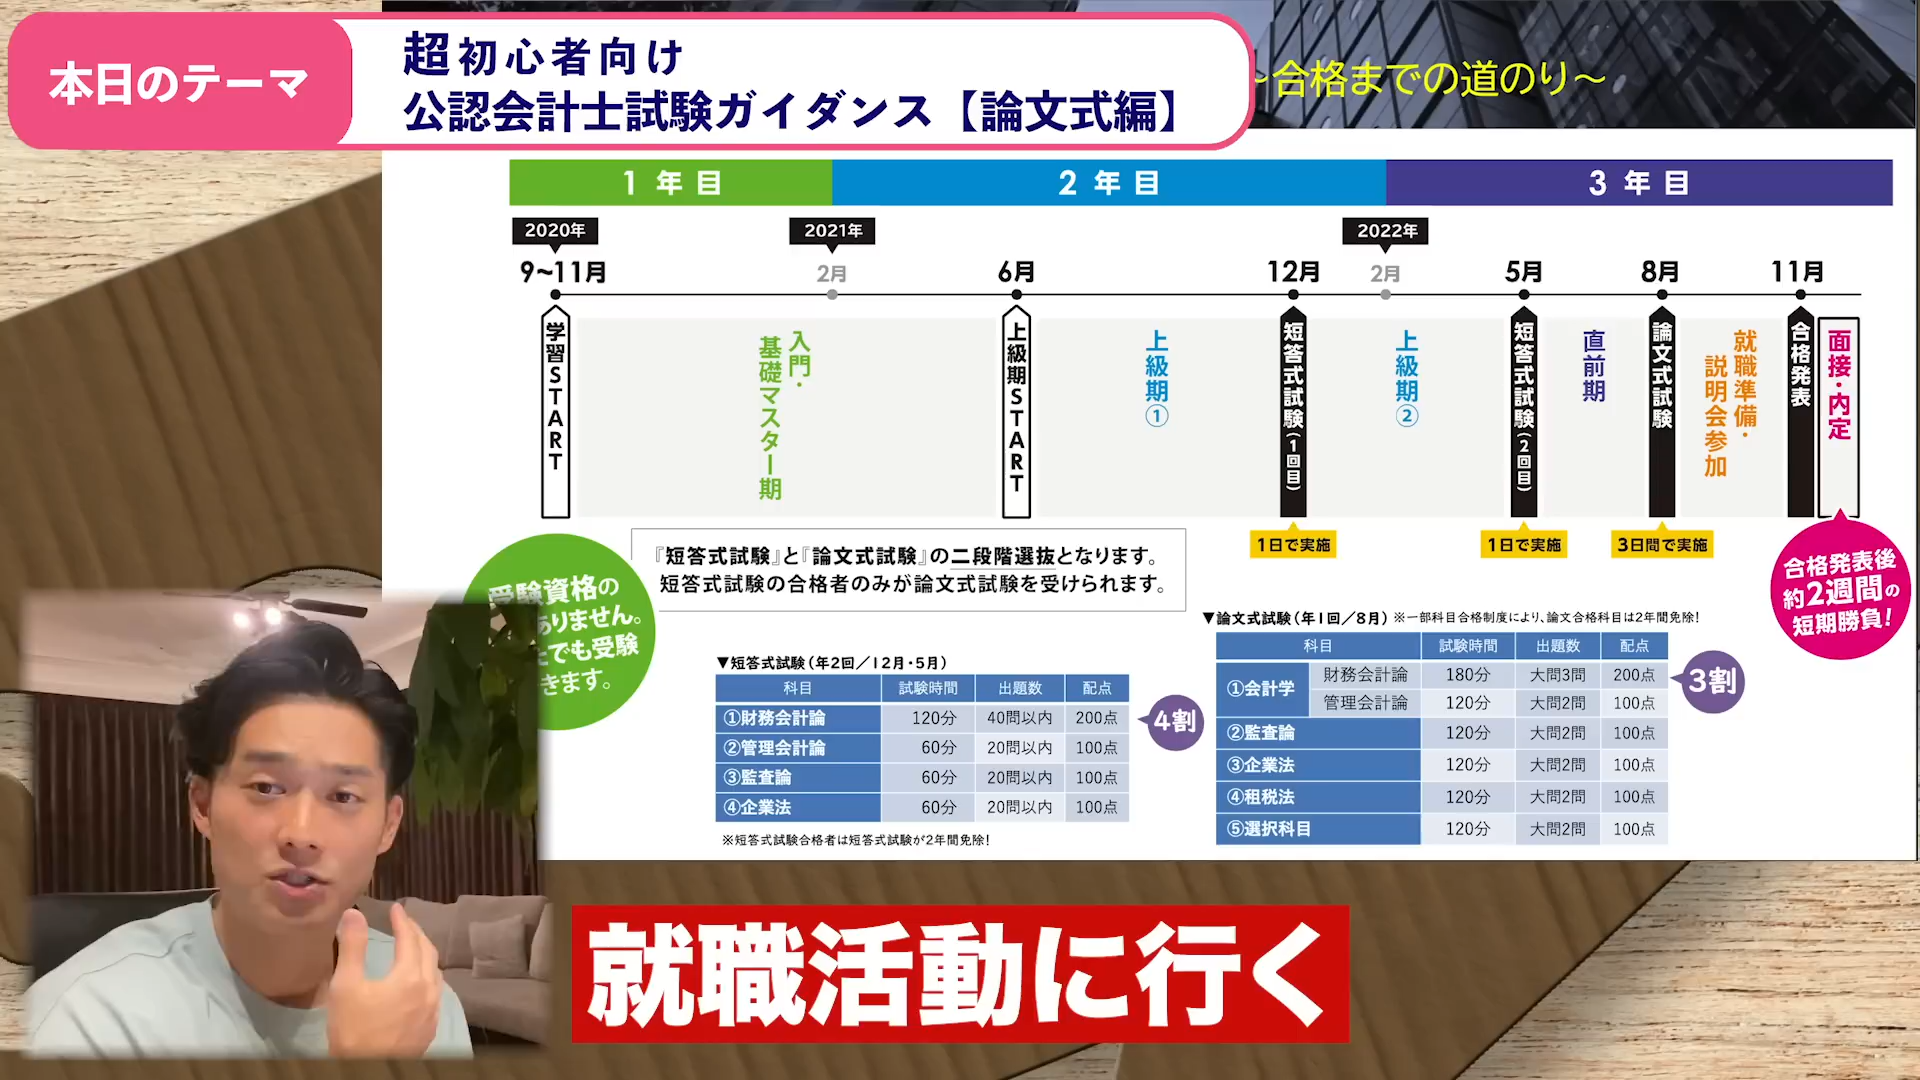 本日のテーマ
超初心者向け
公認会計士試験ガイダンス【論文式編】
~合格までの道のり~
1年目
2年目
3年目
2020年
2021年
2022年
9~11月
2月
6月
12月
2月
5月
8月
11月
学習START
入門・
基礎マスター期
上級期START
上級期①
短答式試験(1回目)
上級期②
短答式試験(2回目)
直前期
論文式試験
就職準備・
説明会参加
合格発表
面接・内定
1日で実施
1日で実施
3日間で実施
『短答式試験』と『論文式試験』の二段階選抜となります。
短答式試験の合格者のみが論文式試験を受けられます。
受験資格の
ありません。
でも受験
きます。
合格発表後
約2週間の
短期勝負!
▼短答式試験(年2回/12月・5月)
科目 試験時間 出題数 配点
①財務会計論 120分 40問以内 200点
②管理会計論 60分 20問以内 100点
③監査論 60分 20問以内 100点
④企業法 60分 20問以内 100点
4割
※短答式試験合格者は短答式試験が2年間免除!
▼論文式試験(年1回/8月) ※一部科目合格制度により、論文合格科目は2年間免除!
科目 試験時間 出題数 配点
①会計学 財務会計論 180分 大問3問 200点
管理会計論 120分 大問2問 100点
②監査論 120分 大問2問 100点
③企業法 120分 大問2問 100点
④租税法 120分 大問2問 100点
⑤選択科目 120分 大問2問 100点
3割
就職活動に行く